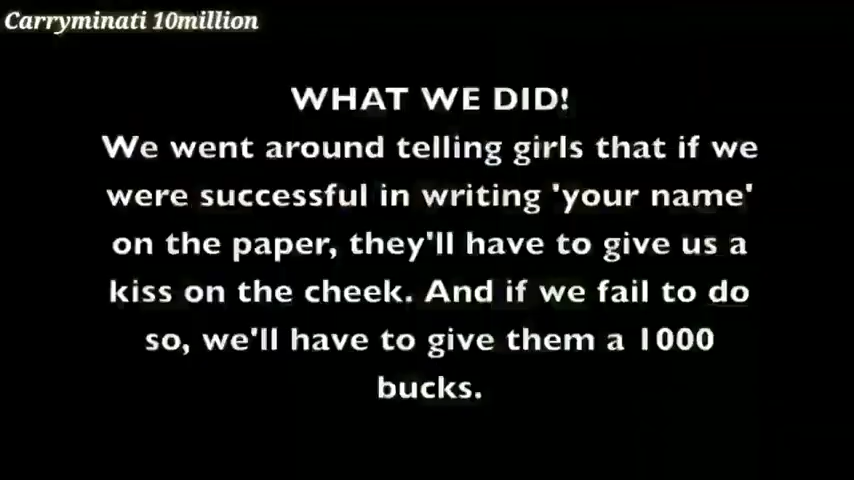 Carryminati 10million
WHAT WE DID!
We went around telling girls that if we
were successful in writing 'your name'
on the paper, they'll have to give us a
kiss on the cheek. And if we fail to do
so, we'll have to give them a 1000
bucks.